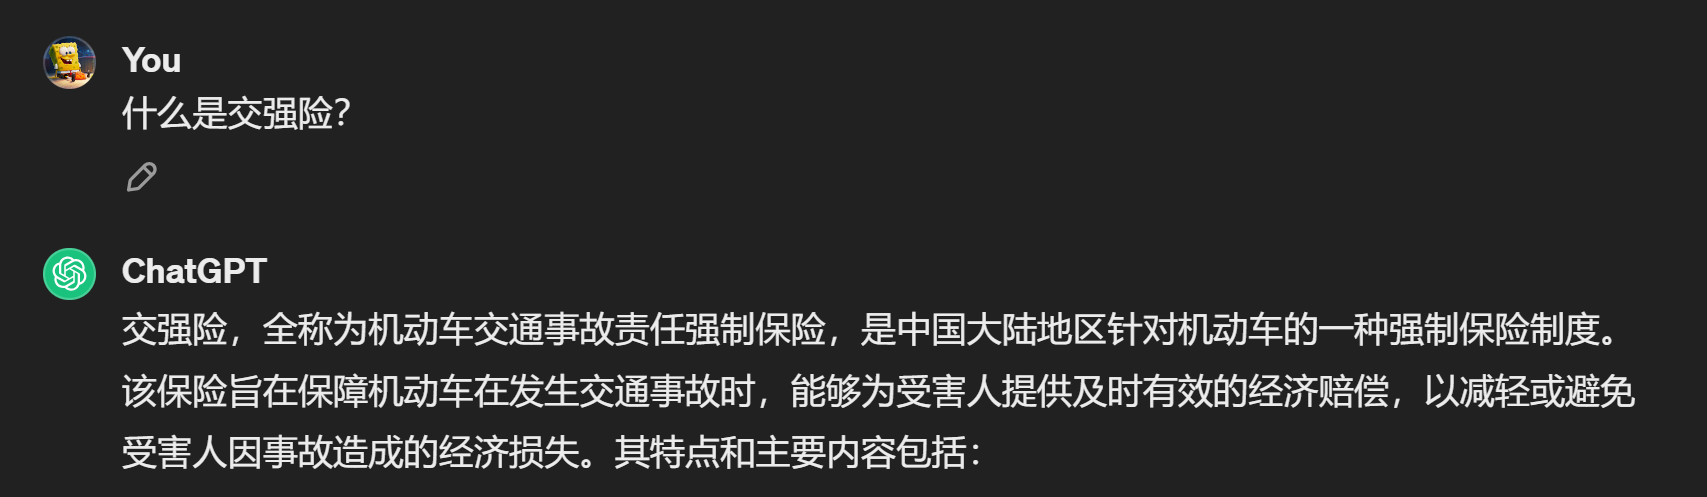 You
什么是交强险？
ChatGPT
交强险，全称为机动车交通事故责任强制保险，是中国大陆地区针对机动车的一种强制保险制度。
该保险旨在保障机动车在发生交通事故时，能够为受害人提供及时有效的经济赔偿，以减轻或避免
受害人因事故造成的经济损失。其特点和主要内容包括：